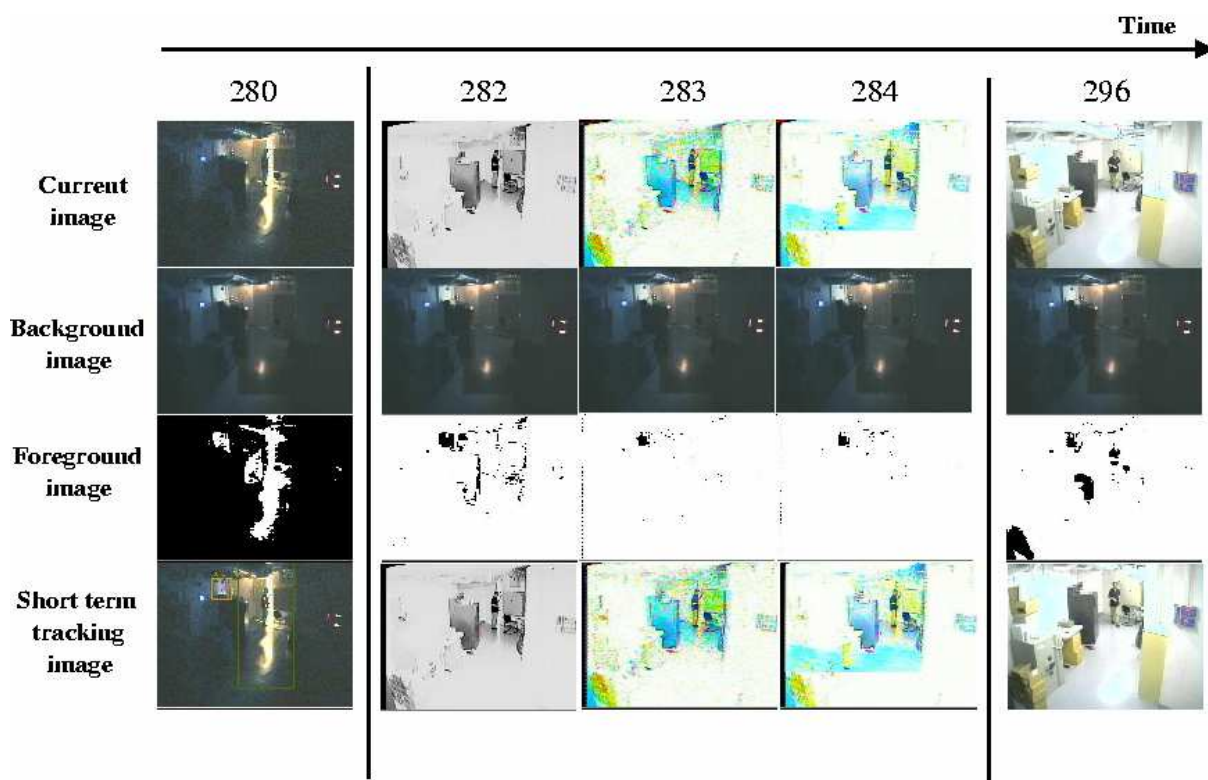 Time
280
282
283
284
296
Current
image
Background
image
Foreground
image
Short term
tracking
image